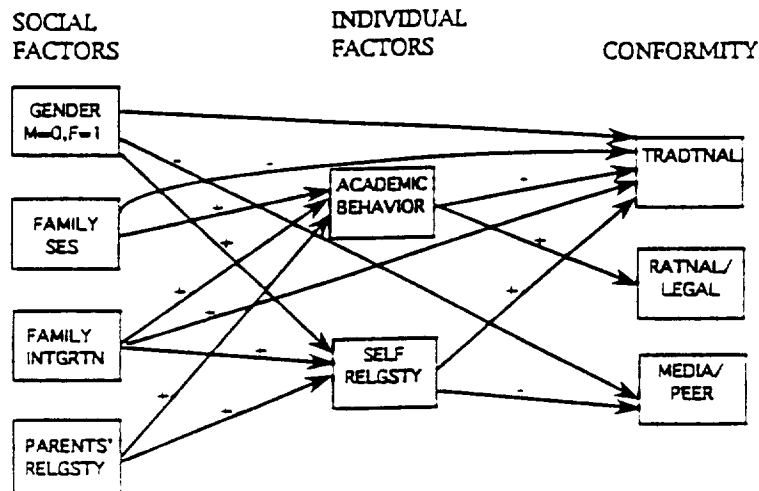 SOCIAL
FACTORS
INDIVIDUAL
FACTORS
CONFORMITY
GENDER
M=0,F=1
FAMILY
SES
FAMILY
INTGRTN
PARENTS'
RELGSTY
ACADEMIC
BEHAVIOR
SELF
RELGSTY
TRADTNAL
RATNAL/
LEGAL
MEDIA/
PEER